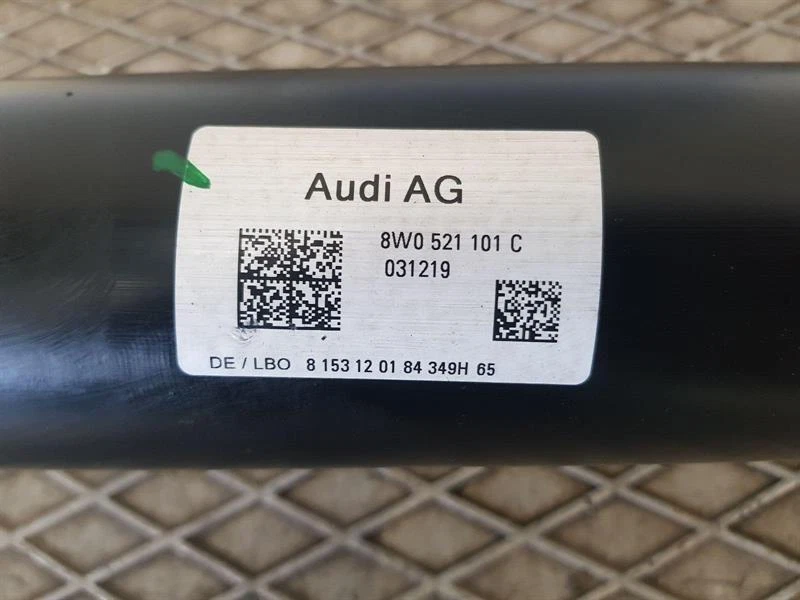 Audi AG
8W0 521 101 C
031219
DE / LBO 8 153 12 01 84 349H 65